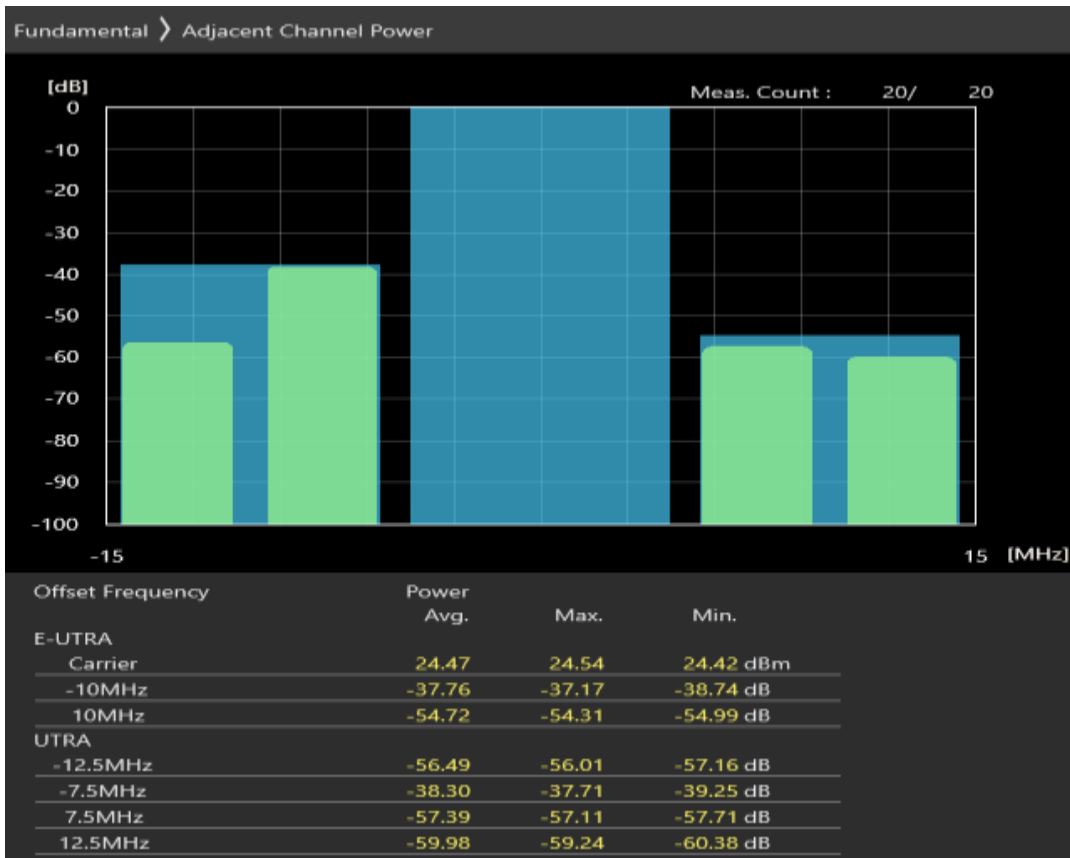 Fundamental 〉 Adjacent Channel Power
[dB]
Meas. Count : 20/ 20
0
-10
-20
-30
-40
-50
-60
-70
-80
-90
-100
-15 15 [MHz]
Offset Frequency Power
Avg. Max. Min.
E-UTRA
Carrier 24.47 24.54 24.42 dBm
-10MHz -37.76 -37.17 -38.74 dB
10MHz -54.72 -54.31 -54.99 dB
UTRA
-12.5MHz -56.49 -56.01 -57.16 dB
-7.5MHz -38.30 -37.71 -39.25 dB
7.5MHz -57.39 -57.11 -57.71 dB
12.5MHz -59.98 -59.24 -60.38 dB